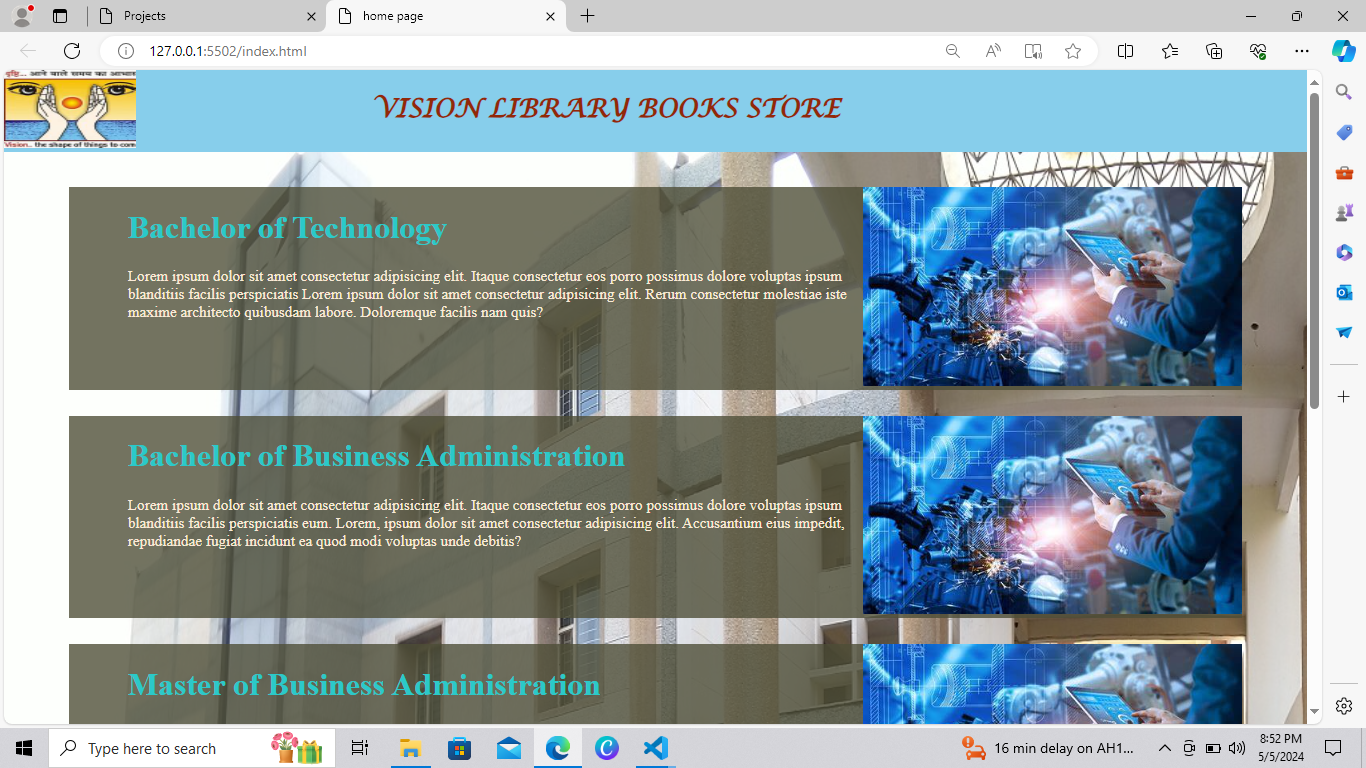 Projects
home page
127.0.0.1:5502/index.html
दृष्टि... आने वाले समय का आभास
Vision.. the shape of things to com
VISION LIBRARY BOOKS STORE
Bachelor of Technology
Lorem ipsum dolor sit amet consectetur adipisicing elit. Itaque consectetur eos porro possimus dolore voluptas ipsum
blanditiis facilis perspiciatis Lorem ipsum dolor sit amet consectetur adipisicing elit. Rerum consectetur molestiae iste
maxime architecto quibusdam labore. Doloremque facilis nam quis?
Bachelor of Business Administration
Lorem ipsum dolor sit amet consectetur adipisicing elit. Itaque consectetur eos porro possimus dolore voluptas ipsum
blanditiis facilis perspiciatis eum. Lorem, ipsum dolor sit amet consectetur adipisicing elit. Accusantium eius impedit,
repudiandae fugiat incidunt ea quod modi voluptas unde debitis?
Master of Business Administration
Type here to search
16 min delay on AH1...
8:52 PM
5/5/2024